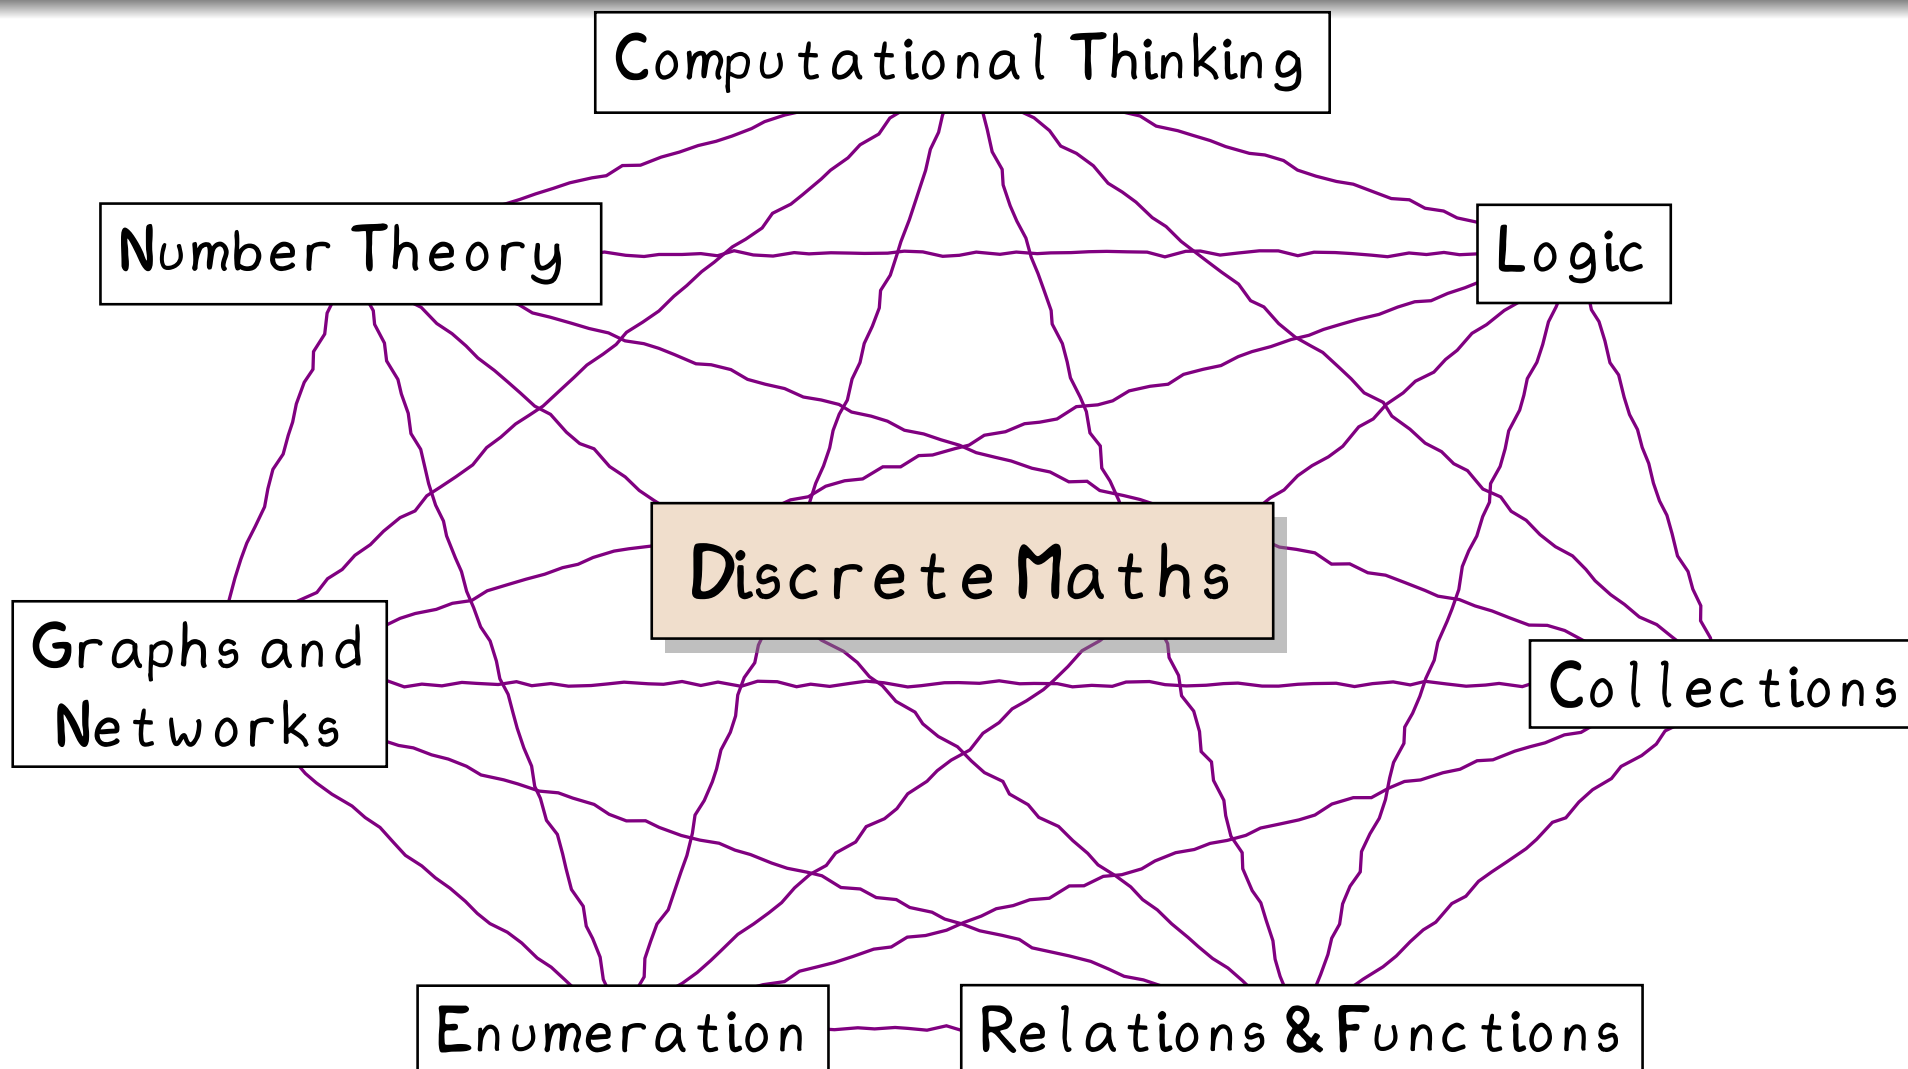 Computational Thinking
Number Theory
Logic
Discrete Maths
Graphs and
Networks
Collections
Enumeration
Relations & Functions